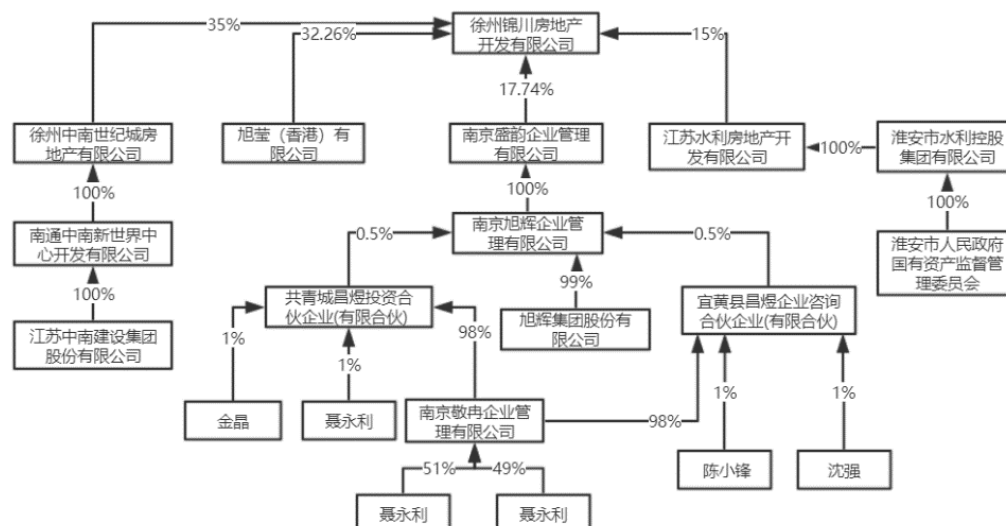 徐州锦川房地产
开发有限公司
35%
32.26%
15%
17.74%
徐州中南世纪城房
地产有限公司
旭莹（香港）有
限公司
南京盛韵企业管理
有限公司
江苏水利房地产开
发有限公司
100%
淮安市水利控股
集团有限公司
100%
100%
100%
南通中南新世界中
心开发有限公司
0.5%
南京旭辉企业管
理有限公司
0.5%
淮安市人民政府
国有资产监督管
理委员会
100%
99%
共青城昌煜投资合
伙企业(有限合伙)
宜黄县昌煜企业咨询
合伙企业(有限合伙)
江苏中南建设集团
股份有限公司
旭辉集团股份有
限公司
1%
1%
98%
金晶
聂永利
南京敬冉企业管
理有限公司
98%
1%
1%
51%
49%
陈小锋
沈强
聂永利
聂永利